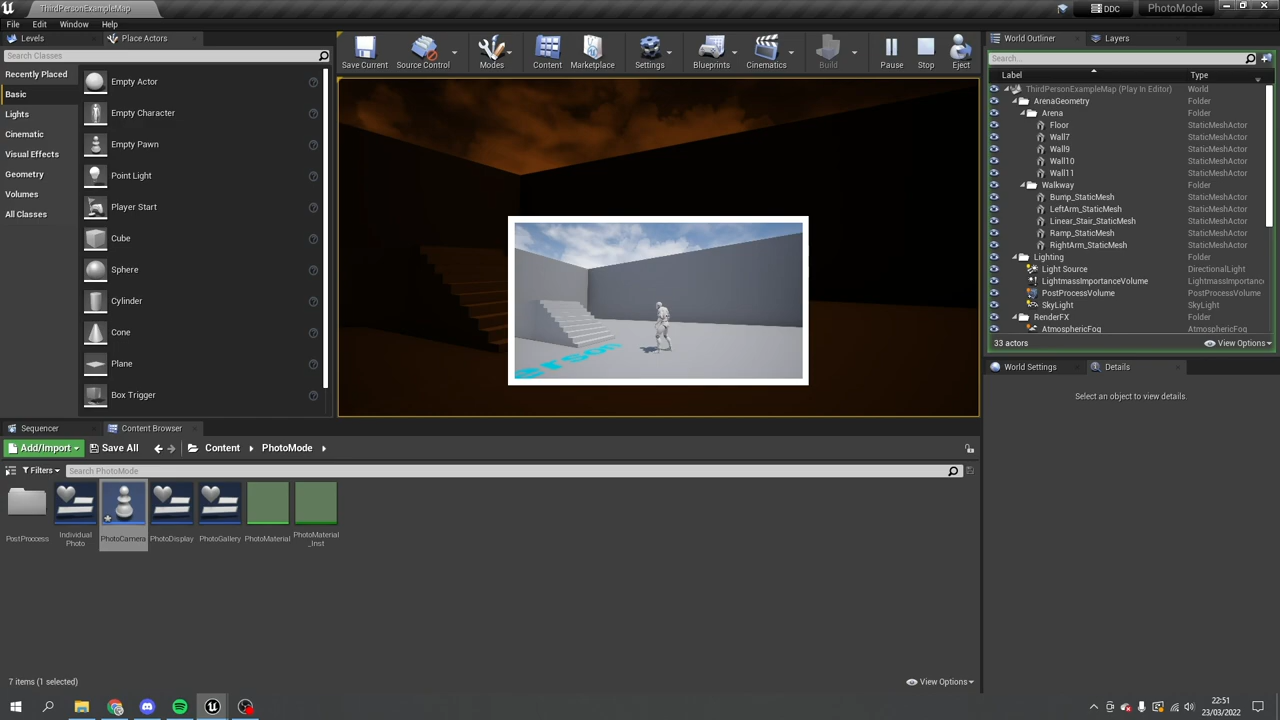 ThirdPersonExampleMap
DDC
PhotoMode
File
Edit
Window
Help
Levels
Place Actors
Search Classes
Recently Placed
Basic
Lights
Cinematic
Visual Effects
Geometry
Volumes
All Classes
Empty Actor
Empty Character
Empty Pawn
Point Light
Player Start
Cube
Sphere
Cylinder
Cone
Plane
Box Trigger
Save Current
Source Control
Modes
Content
Marketplace
Settings
Blueprints
Cinematics
Build
Pause
Stop
Eject
World Outliner
Layers
Search...
Label
Type
ThirdPersonExampleMap (Play In Editor)
World
ArenaGeometry
Folder
Arena
Folder
Floor
StaticMeshActor
Wall7
StaticMeshActor
Wall9
StaticMeshActor
Wall10
StaticMeshActor
Wall11
StaticMeshActor
Walkway
Folder
Bump_StaticMesh
StaticMeshActor
LeftArm_StaticMesh
StaticMeshActor
Linear_Stair_StaticMesh
StaticMeshActor
Ramp_StaticMesh
StaticMeshActor
RightArm_StaticMesh
StaticMeshActor
Lighting
Folder
Light Source
DirectionalLight
LightmassImportanceVolume
LightmassImportanc
PostProcessVolume
PostProcessVolume
SkyLight
SkyLight
RenderFX
Folder
AtmosphericFog
AtmosphericFog
33 actors
View Options
World Settings
Details
Select an object to view details.
Sequencer
Content Browser
Add/Import
Save All
Content
PhotoMode
Filters
Search PhotoMode
PostProccess
Individual
Photo
PhotoCamera
PhotoDisplay
PhotoGallery
PhotoMaterial
PhotoMaterial
_Inst
7 items (1 selected)
View Options
22:51
23/03/2022